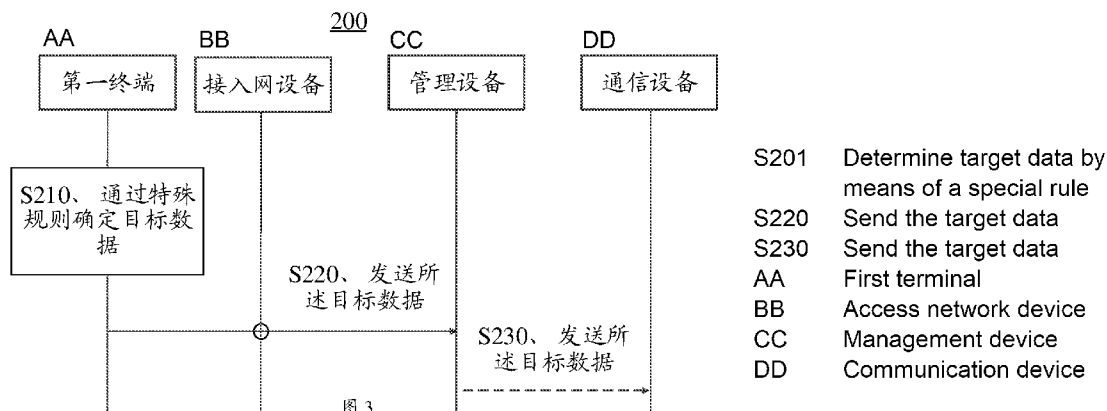 200
AA
BB
CC
DD
第一终端
接入网设备
管理设备
通信设备
S210、 通过特殊
规则确定目标数
据
S220、 发送所
述目标数据
S230、 发送所
述目标数据
图 3
S201 Determine target data by
means of a special rule
S220 Send the target data
S230 Send the target data
AA First terminal
BB Access network device
CC Management device
DD Communication device